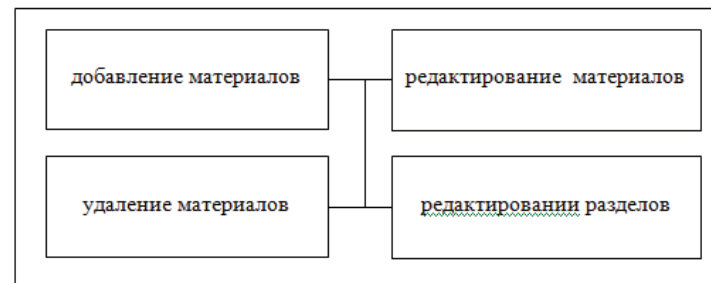 добавление материалов
редактирование материалов
удаление материалов
редактировании разделов